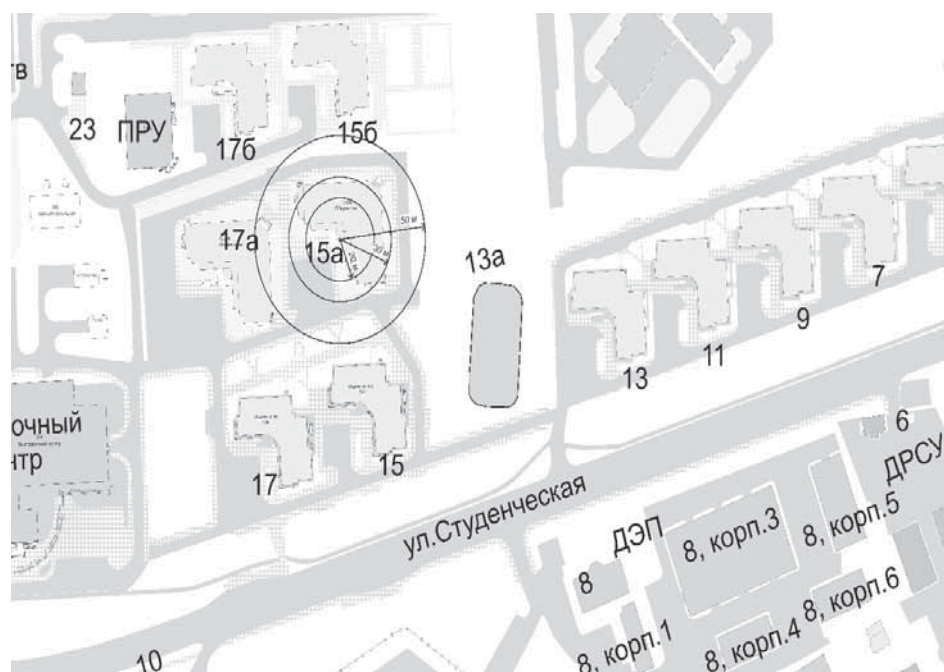 тв
23
ПРУ
17б
15б
17а
15а
50 м
30 м
20 м
13а
7
9
11
13
15
17
очный
нтр
ул.Студенческая
6
ДРСУ
ДЭП
8
8, корп.3
8, корп.5
8, корп.6
8, корп.4
8, корп.1
10